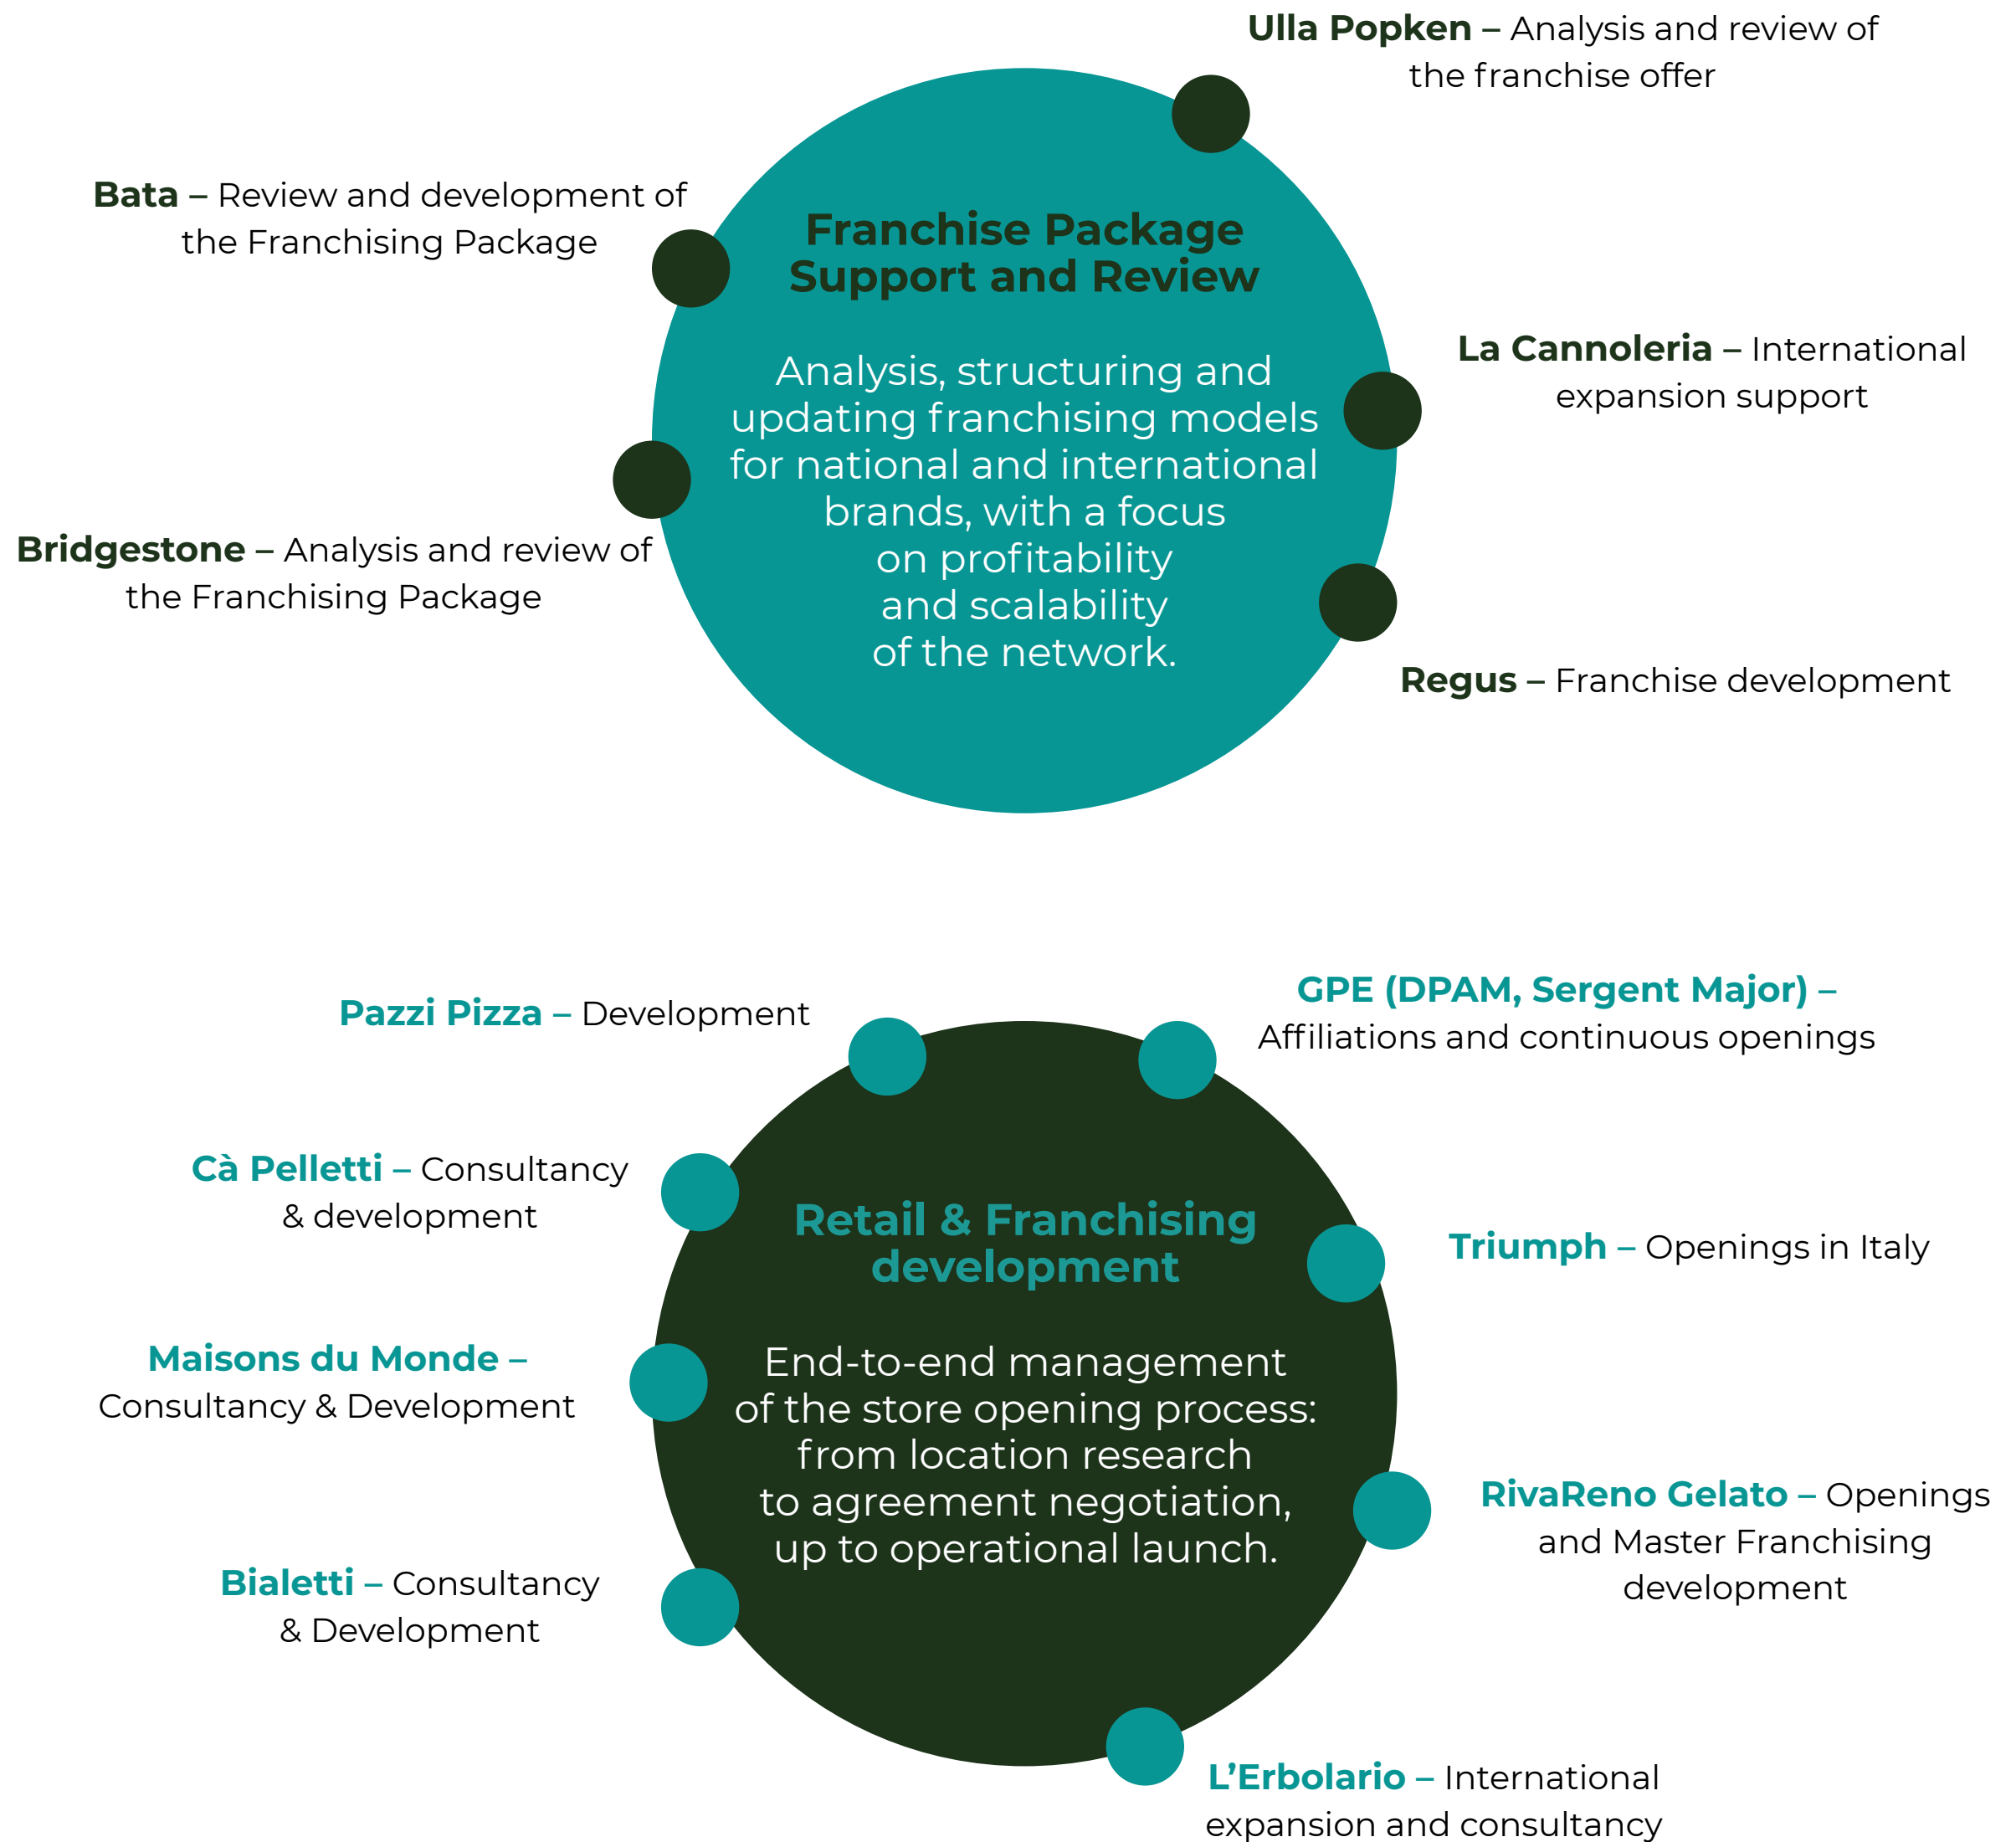 Ulla Popken – Analysis and review of
the franchise offer
Bata – Review and development of
the Franchising Package
Franchise Package
Support and Review
La Cannoleria – International
expansion support
Analysis, structuring and
updating franchising models
for national and international
brands, with a focus
on profitability
and scalability
of the network.
Bridgestone – Analysis and review of
the Franchising Package
Regus – Franchise development
Pazzi Pizza – Development
GPE (DPAM, Sergent Major) –
Affiliations and continuous openings
Cà Pelletti – Consultancy
& development
Retail & Franchising
development
Triumph – Openings in Italy
Maisons du Monde –
Consultancy & Development
End-to-end management
of the store opening process:
from location research
to agreement negotiation,
up to operational launch.
RivaReno Gelato – Openings
and Master Franchising
development
Bialetti – Consultancy
& Development
L’Erbolario – International
expansion and consultancy